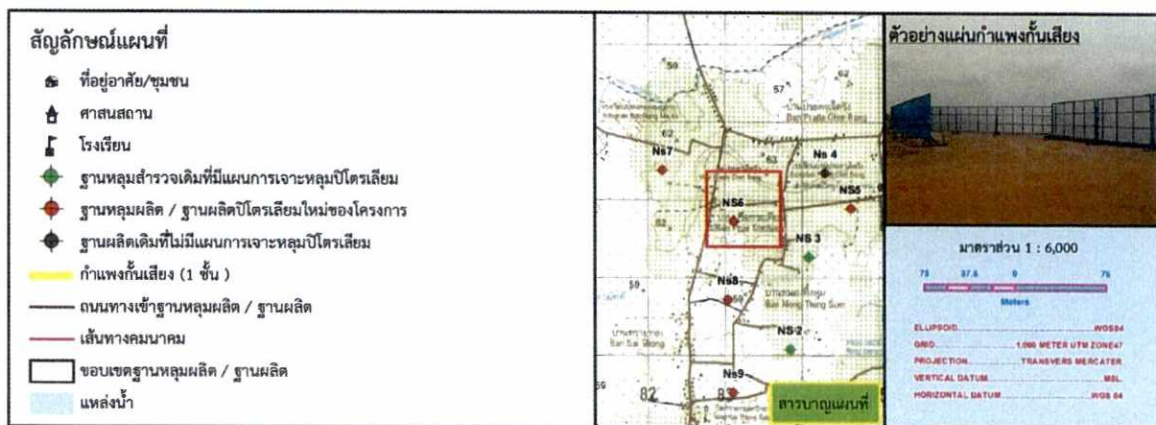 สัญลักษณ์แผนที่
ที่อยู่อาศัย/ชุมชน
ศาสนสถาน
โรงเรียน
ฐานหลุมสำรวจเดิมที่มีแผนการเจาะหลุมปิโตรเลียม
ฐานหลุมผลิต / ฐานผลิตปิโตรเลียมใหม่ของโครงการ
ฐานผลิตเดิมที่ไม่มีแผนการเจาะหลุมปิโตรเลียม
กำแพงกั้นเสียง (1 ชั้น )
ถนนทางเข้าฐานหลุมผลิต / ฐานผลิต
เส้นทางคมนาคม
ขอบเขตฐานหลุมผลิต / ฐานผลิต
แหล่งน้ำ
59
57
62
62
63
Ns7
Ns 4
NS6
NS5
62
NS 3
59
Ns8
59
Ban Nong Thung Sum
NS 2
59
82
83
Ns9
สารบาญแผนที่
ตัวอย่างแผ่นกำแพงกั้นเสียง
มาตราส่วน 1 : 6,000
75 37.5 0 75
Meters
ELLIPSOID WGS84
GRID 1,000 METER UTM ZONE47
PROJECTION TRANSVERS MERCATER
VERTICAL DATUM MSL
HORIZONTAL DATUM WGS 84